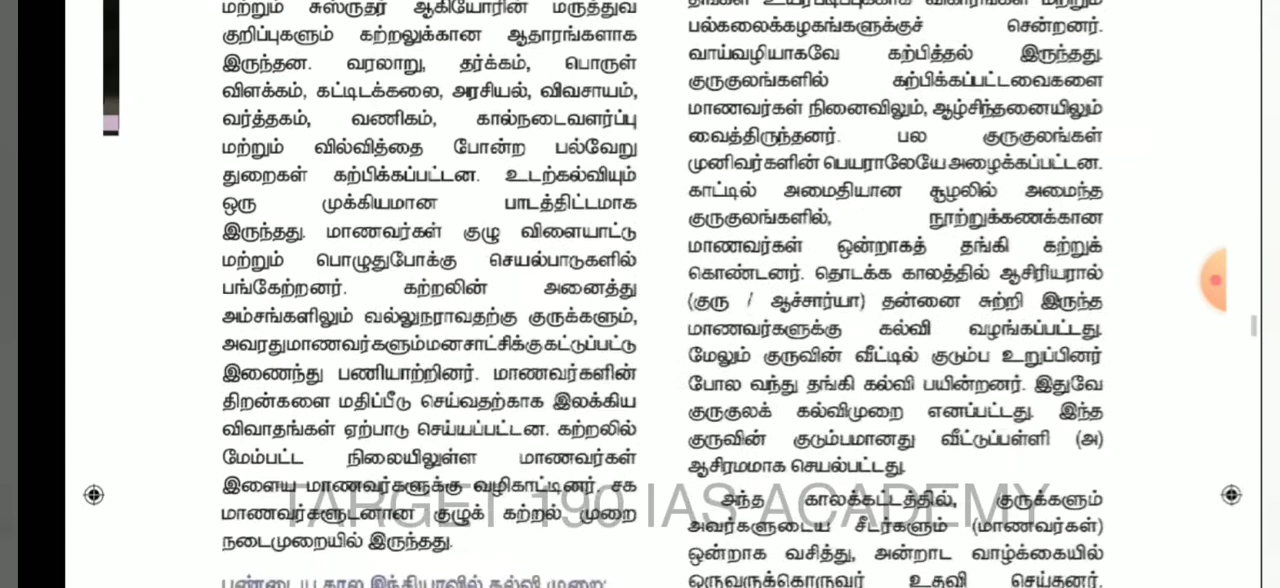 மற்றும் சுஸ்ருதர் ஆகியோரின் மருத்துவ
குறிப்புகளும் கற்றலுக்கான ஆதாரங்களாக
இருந்தன. வரலாறு, தர்க்கம், பொருள்
விளக்கம், கட்டிடக்கலை, அரசியல், விவசாயம்,
வர்த்தகம், வணிகம், கால்நடைவளர்ப்பு
மற்றும் வில்வித்தை போன்ற பல்வேறு
துறைகள் கற்பிக்கப்பட்டன. உடற்கல்வியும்
ஒரு முக்கியமான பாடத்திட்டமாக
இருந்தது. மாணவர்கள் குழு விளையாட்டு
மற்றும் பொழுதுபோக்கு செயல்பாடுகளில்
பங்கேற்றனர். கற்றலின் அனைத்து
அம்சங்களிலும் வல்லுநராவதற்கு குருக்களும்,
அவரதுமாணவர்களும்மனசாட்சிக்குகட்டுப்பட்டு
இணைந்து பணியாற்றினர். மாணவர்களின்
திறன்களை மதிப்பீடு செய்வதற்காக இலக்கிய
விவாதங்கள் ஏற்பாடு செய்யப்பட்டன. கற்றலில்
மேம்பட்ட நிலையிலுள்ள மாணவர்கள்
இளைய மாணவர்களுக்கு வழிகாட்டினர். சக
மாணவர்களுடனான குழுக் கற்றல் முறை
நடைமுறையில் இருந்தது.
பண்டைய கால இந்தியாவில் கல்வி முறை:
தங்கள் உயர்படிப்புக்காக விகாரங்கள் மற்றும்
பல்கலைக்கழகங்களுக்குச் சென்றனர்.
வாய்வழியாகவே கற்பித்தல் இருந்தது.
குருகுலங்களில் கற்பிக்கப்பட்டவைகளை
மாணவர்கள் நினைவிலும், ஆழ்சிந்தனையிலும்
வைத்திருந்தனர். பல குருகுலங்கள்
முனிவர்களின் பெயராலேயே அழைக்கப்பட்டன.
காட்டில் அமைதியான சூழலில் அமைந்த
குருகுலங்களில், நூற்றுக்கணக்கான
மாணவர்கள் ஒன்றாகத் தங்கி கற்றுக்
கொண்டனர். தொடக்க காலத்தில் ஆசிரியரால்
(குரு / ஆச்சார்யா) தன்னை சுற்றி இருந்த
மாணவர்களுக்கு கல்வி வழங்கப்பட்டது.
மேலும் குருவின் வீட்டில் குடும்ப உறுப்பினர்
போல வந்து தங்கி கல்வி பயின்றனர். இதுவே
குருகுலக் கல்விமுறை எனப்பட்டது. இந்த
குருவின் குடும்பமானது வீட்டுப்பள்ளி (அ)
ஆசிரமமாக செயல்பட்டது.
அந்த காலக்கட்டத்தில், குருக்களும்
அவர்களுடைய சீடர்களும் (மாணவர்கள்)
ஒன்றாக வசித்து, அன்றாட வாழ்க்கையில்
ஒருவருக்கொருவர் உதவி செய்தனர்.
TARGET 190 IAS ACADEMY